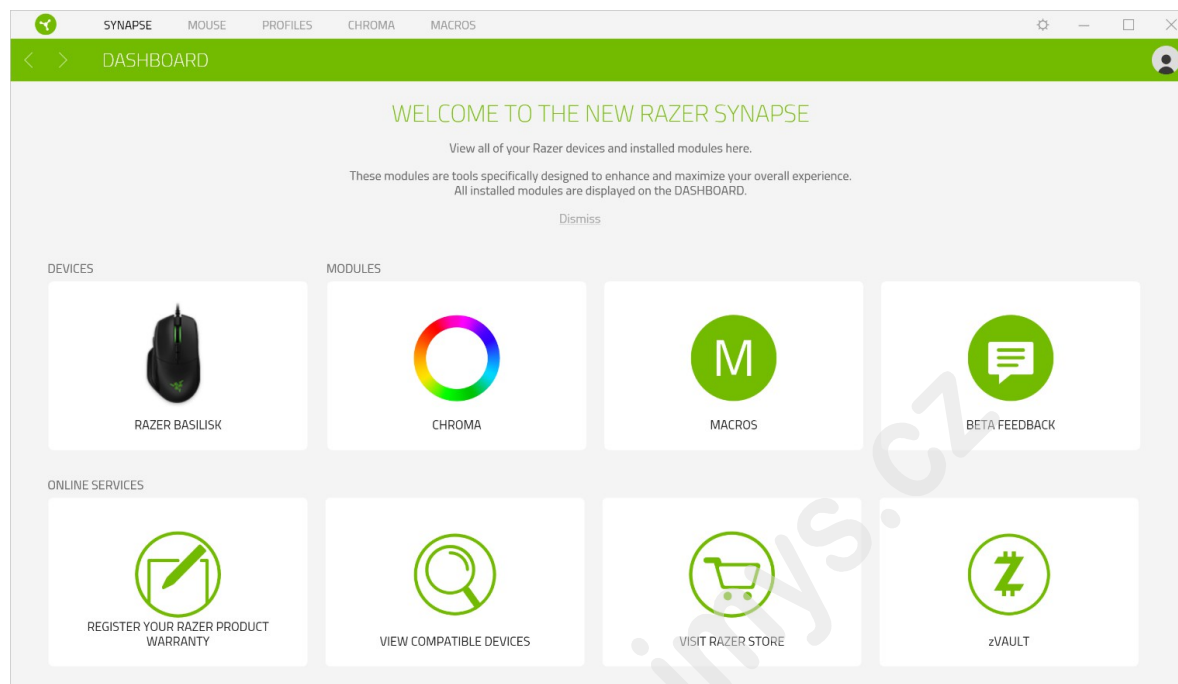 SYNAPSE MOUSE PROFILES CHROMA MACROS
DASHBOARD
WELCOME TO THE NEW RAZER SYNAPSE
View all of your Razer devices and installed modules here.
These modules are tools specifically designed to enhance and maximize your overall experience.
All installed modules are displayed on the DASHBOARD.
Dismiss
DEVICES MODULES
M
RAZER BASILISK CHROMA MACROS BETA FEEDBACK
ONLINE SERVICES
REGISTER YOUR RAZER PRODUCT
WARRANTY
VIEW COMPATIBLE DEVICES VISIT RAZER STORE zVAULT
imys.cz